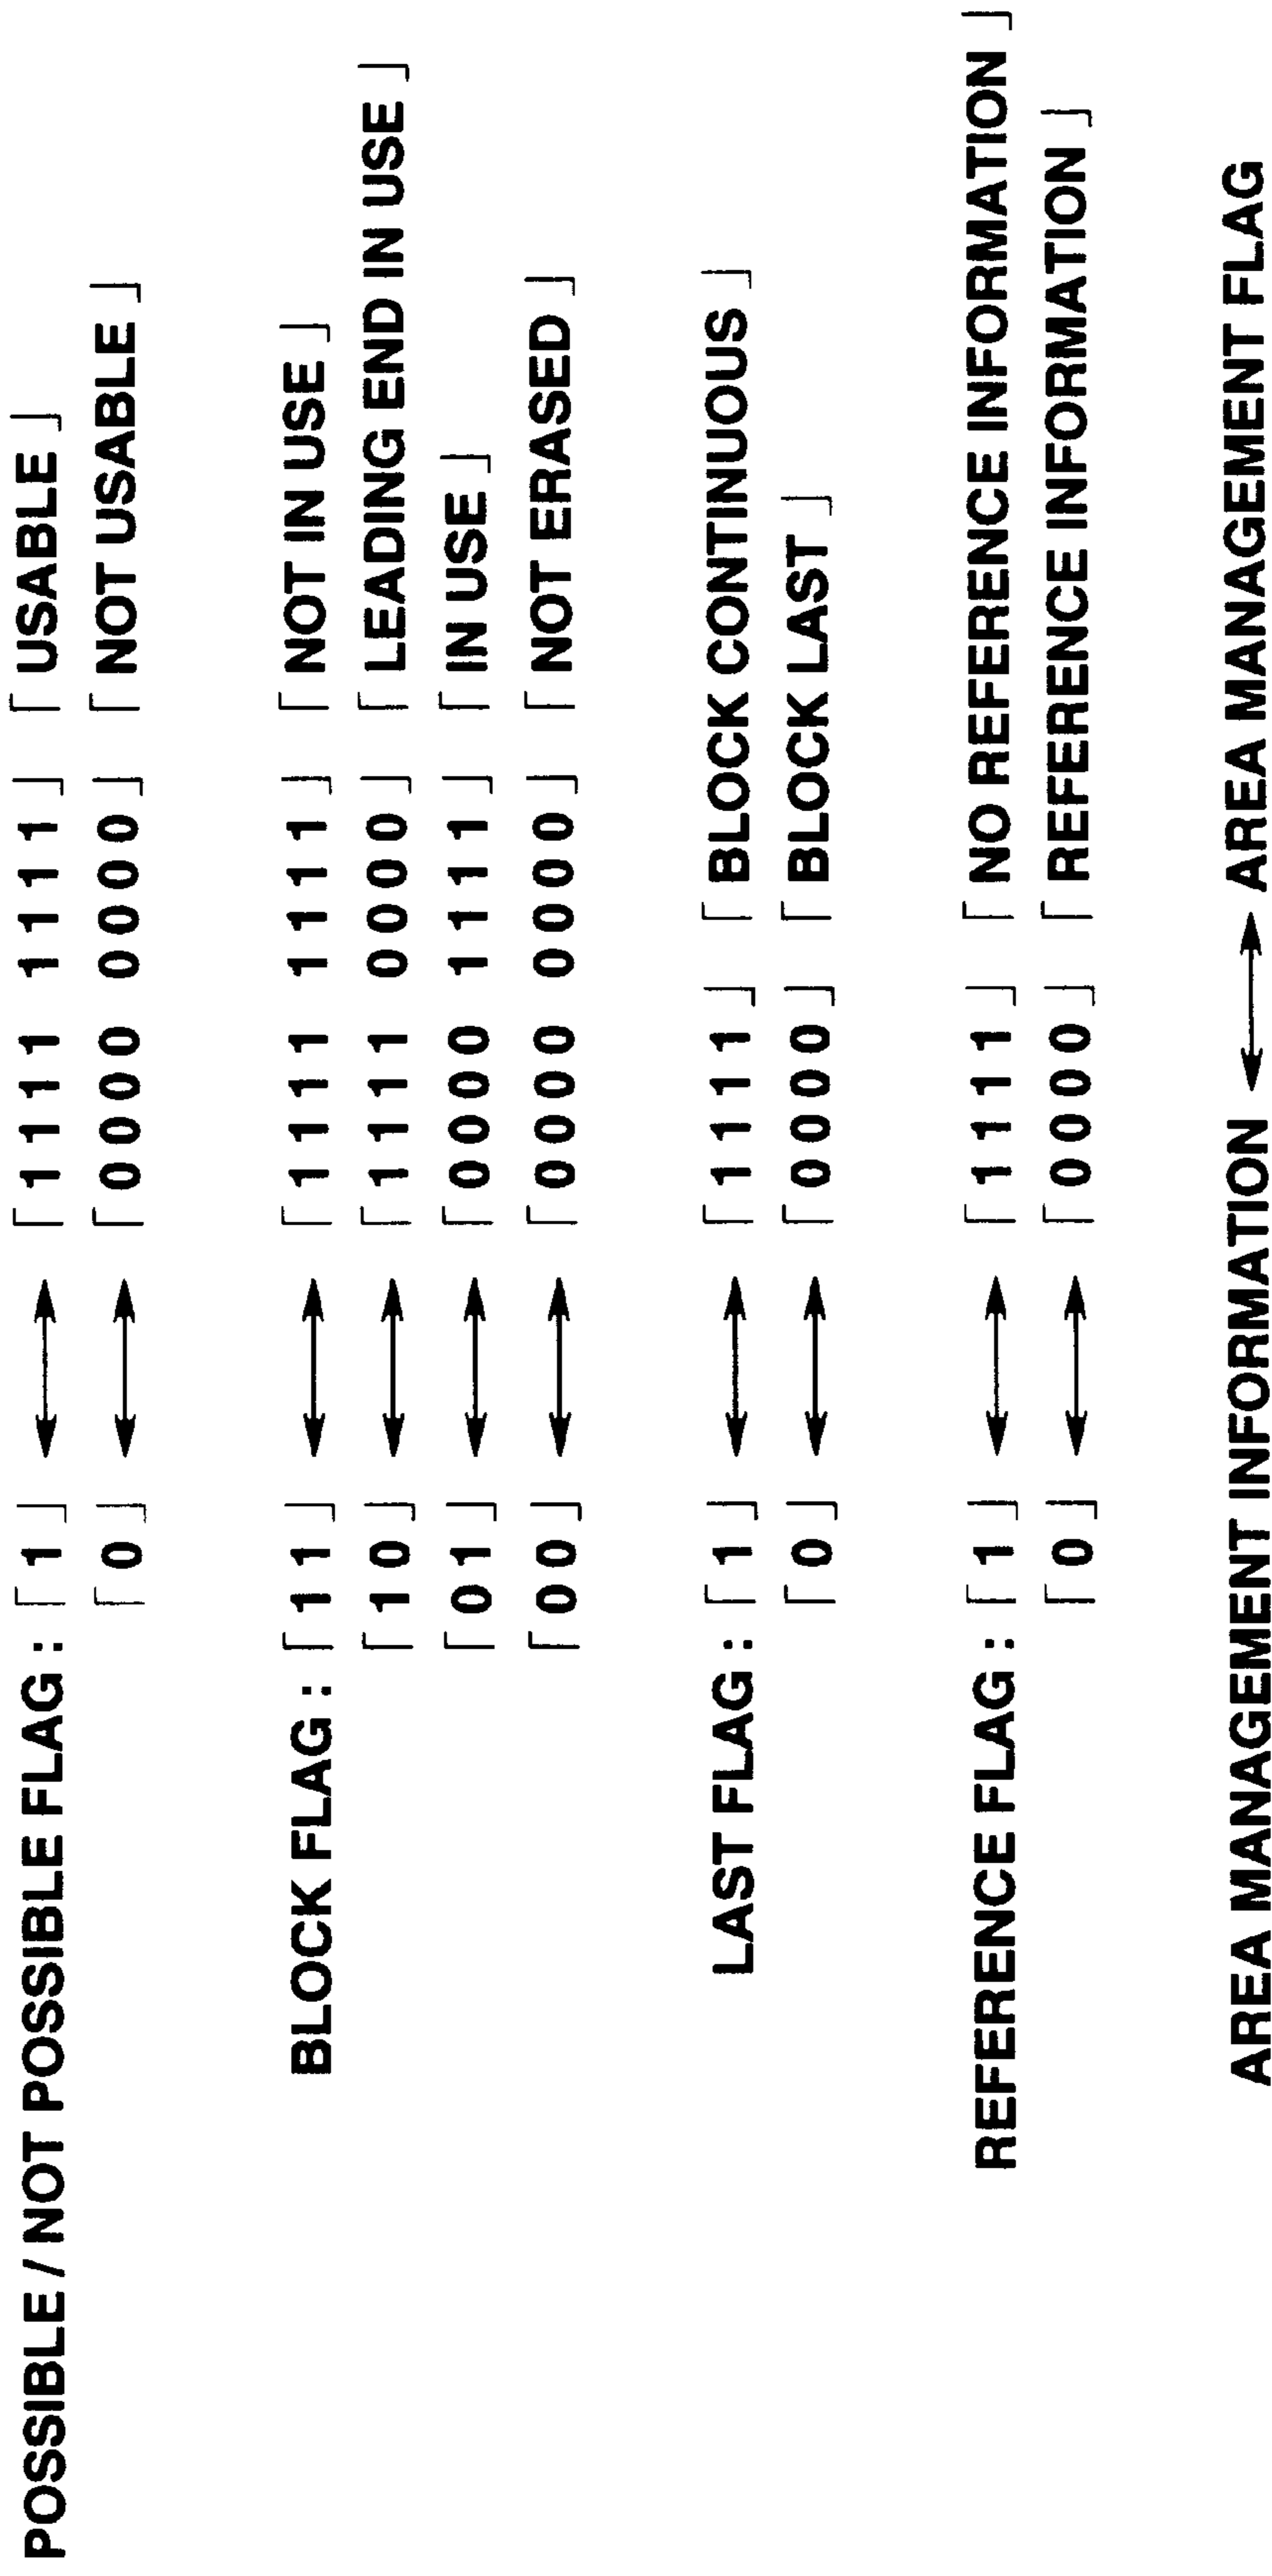 POSSIBLE / NOT POSSIBLE FLAG : 「1」 ↔ 「1111 1111」 「USABLE」
「0」 ↔ 「0000 0000」 「NOT USABLE」
BLOCK FLAG : 「11」 ↔ 「1111 1111」 「NOT IN USE」
「10」 ↔ 「1111 0000」 「LEADING END IN USE」
「01」 ↔ 「0000 1111」 「IN USE」
「00」 ↔ 「0000 0000」 「NOT ERASED」
LAST FLAG : 「1」 ↔ 「1111」 「BLOCK CONTINUOUS」
「0」 ↔ 「0000」 「BLOCK LAST」
REFERENCE FLAG : 「1」 ↔ 「1111」 「NO REFERENCE INFORMATION」
「0」 ↔ 「0000」 「REFERENCE INFORMATION」
AREA MANAGEMENT INFORMATION ↔ AREA MANAGEMENT FLAG